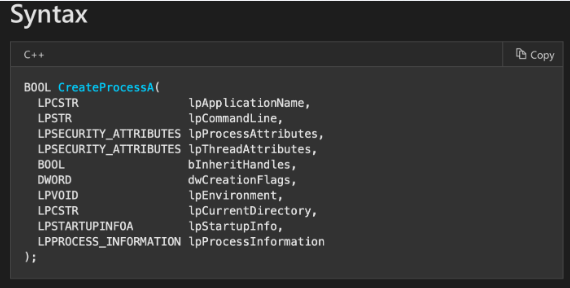 Syntax
C++
Copy
BOOL CreateProcessA(
  LPCSTR                lpApplicationName,
  LPSTR                 lpCommandLine,
  LPSECURITY_ATTRIBUTES lpProcessAttributes,
  LPSECURITY_ATTRIBUTES lpThreadAttributes,
  BOOL                  bInheritHandles,
  DWORD                 dwCreationFlags,
  LPVOID                lpEnvironment,
  LPCSTR                lpCurrentDirectory,
  LPSTARTUPINFOA        lpStartupInfo,
  LPPROCESS_INFORMATION lpProcessInformation
);